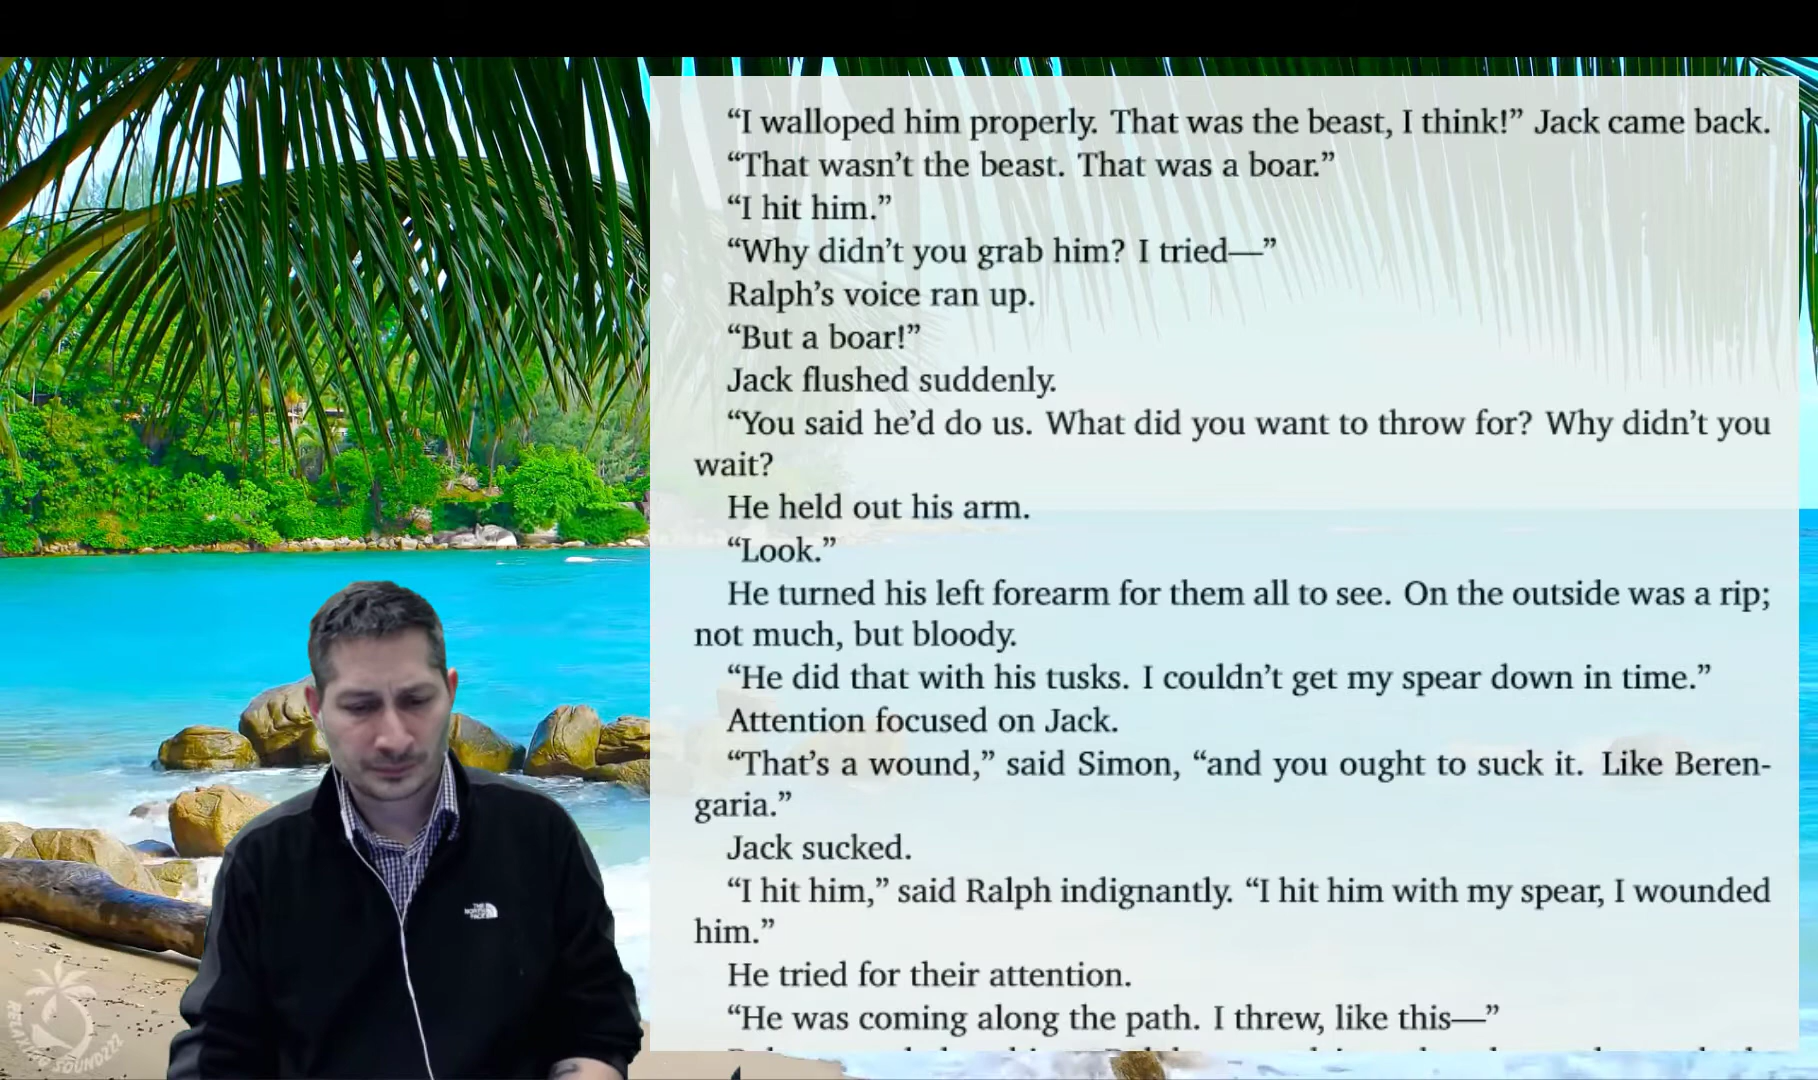 “I walloped him properly. That was the beast, I think!” Jack came back.
“That wasn’t the beast. That was a boar.”
“I hit him.”
“Why didn’t you grab him? I tried—”
Ralph’s voice ran up.
“But a boar!”
Jack flushed suddenly.
“You said he’d do us. What did you want to throw for? Why didn’t you
wait?
He held out his arm.
“Look.”
He turned his left forearm for them all to see. On the outside was a rip;
not much, but bloody.
“He did that with his tusks. I couldn’t get my spear down in time.”
Attention focused on Jack.
“That’s a wound,” said Simon, “and you ought to suck it. Like Beren-
garia.”
Jack sucked.
“I hit him,” said Ralph indignantly. “I hit him with my spear, I wounded
him.”
He tried for their attention.
“He was coming along the path. I threw, like this—”
THE
NORTH
FACE
RELAXING SOUNDZZZ